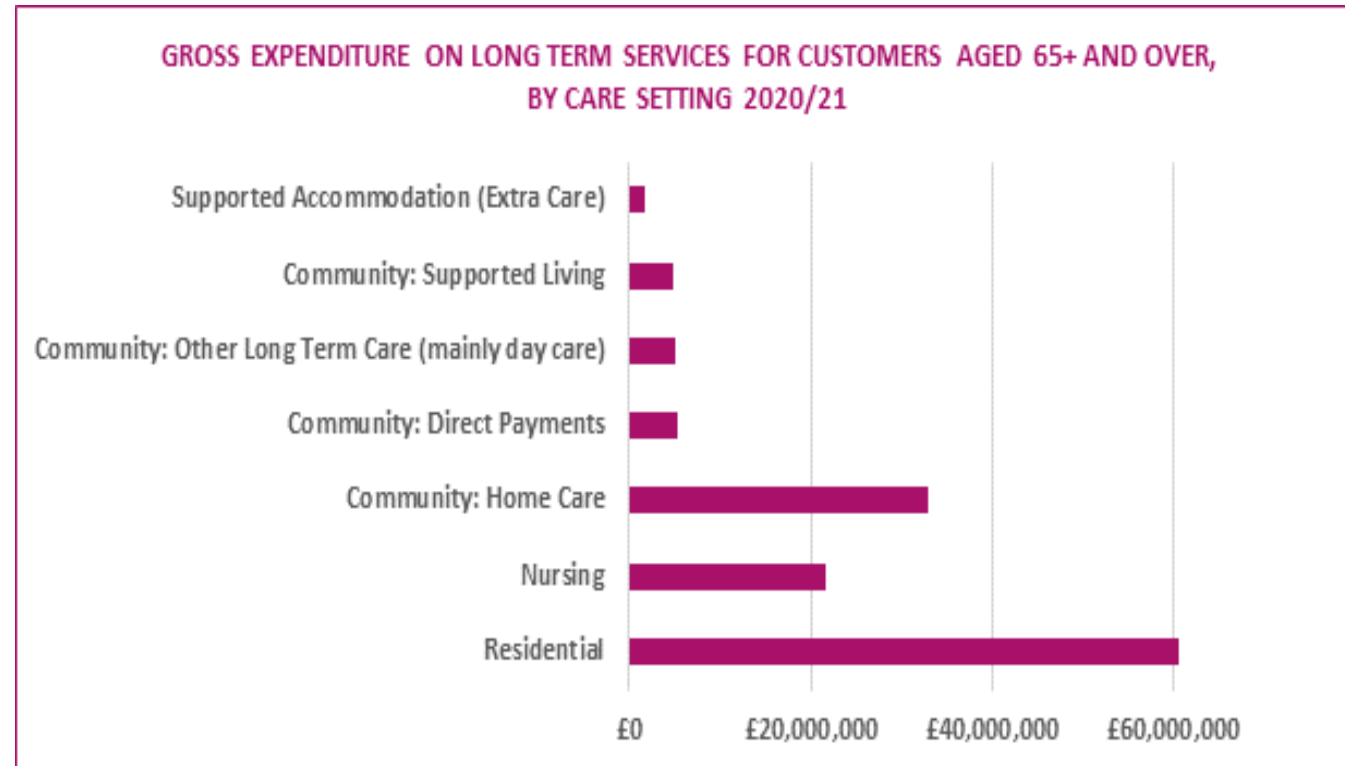 GROSS EXPENDITURE ON LONG TERM SERVICES FOR CUSTOMERS AGED 65+ AND OVER,
BY CARE SETTING 2020/21
Supported Accommodation (Extra Care)
Community: Supported Living
Community: Other Long Term Care (mainly day care)
Community: Direct Payments
Community: Home Care
Nursing
Residential
£0 £20,000,000 £40,000,000 £60,000,000